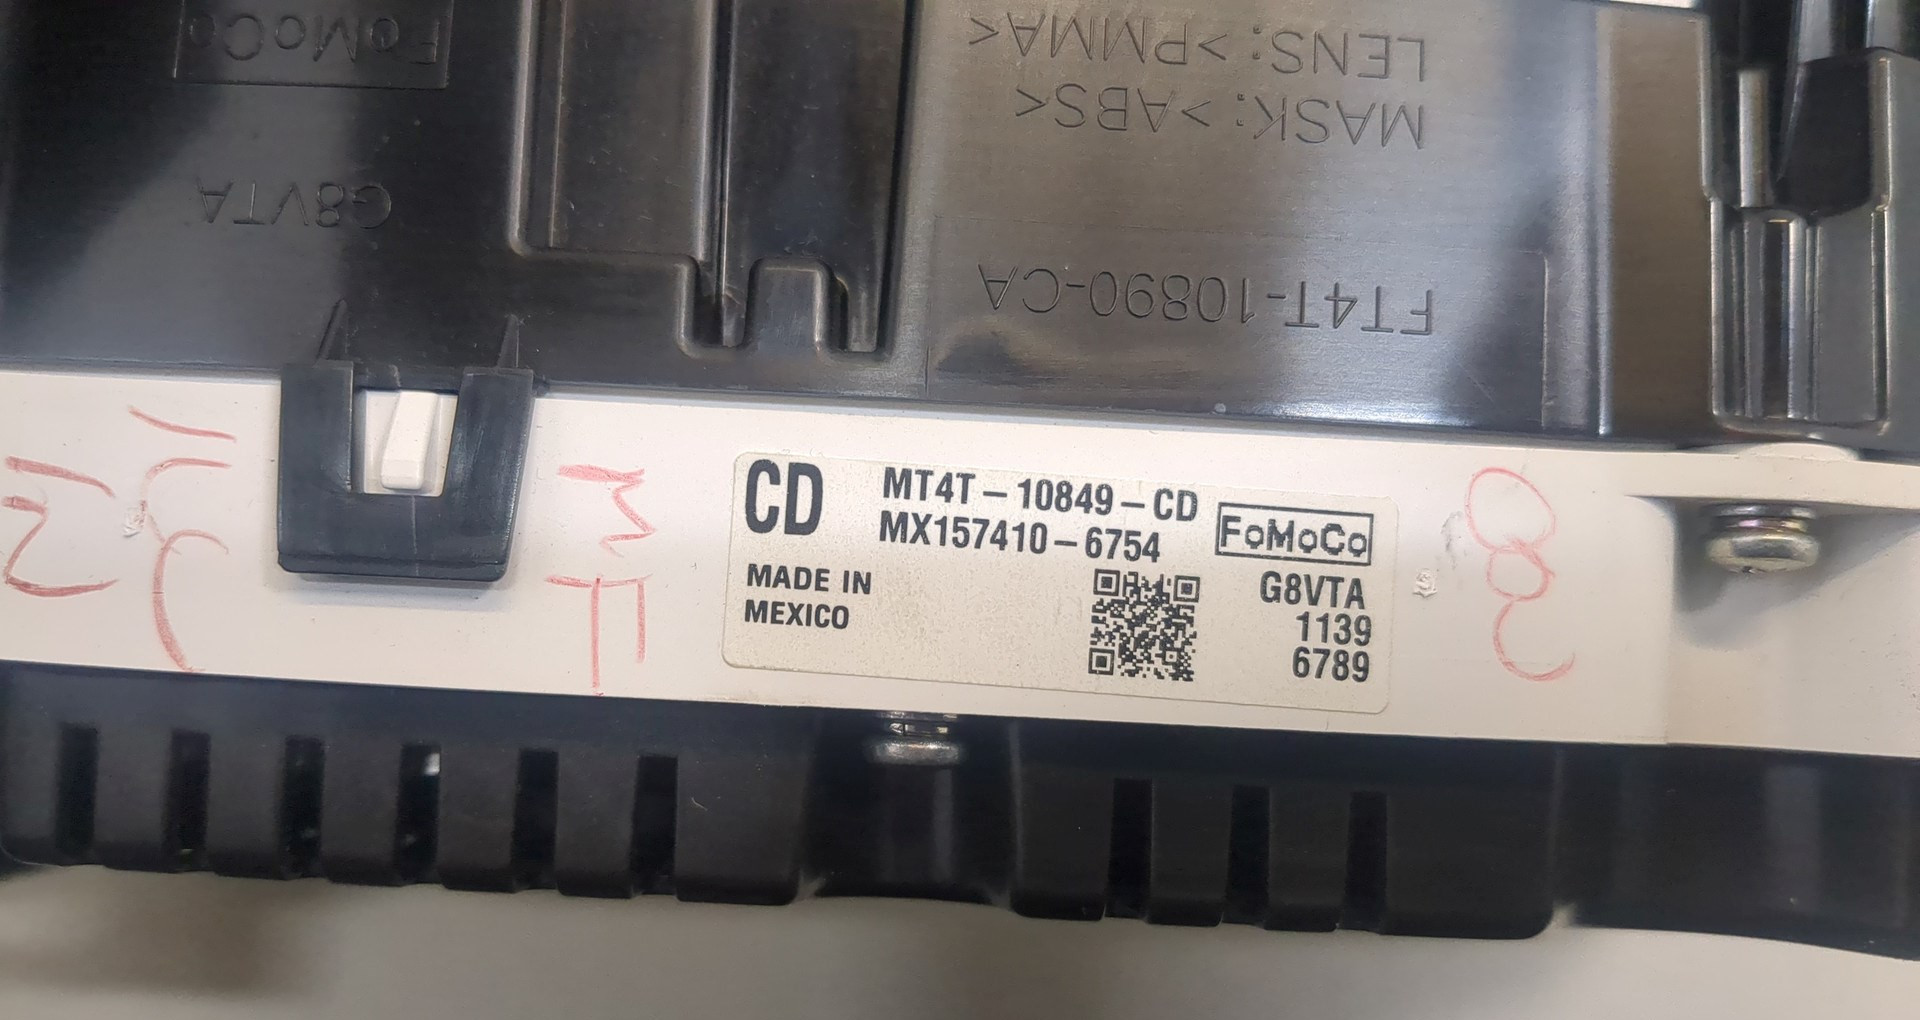 FoMoCo
G8VTA
LENS: >PMMA<
MASK: >ABS<
FT4T-10890-CA
CD
MT4T-10849-CD
MX157410-6754
FoMoCo
MADE IN
MEXICO
G8VTA
1139
6789